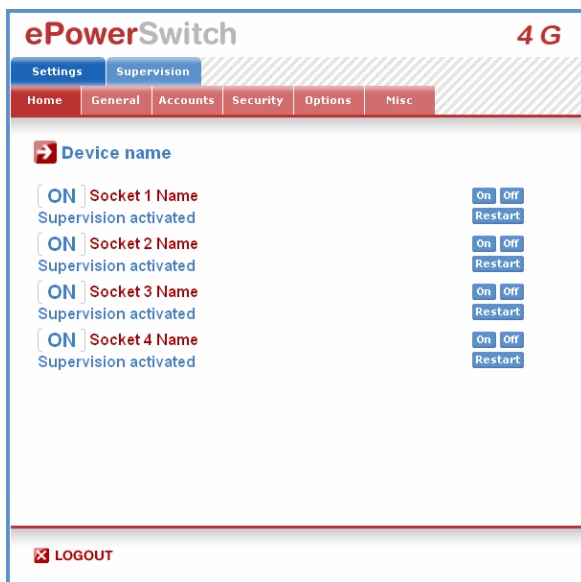 ePowerSwitch 4 G
Settings Supervision
Home General Accounts Security Options Misc
Device name
ON Socket 1 Name On Off
Supervision activated Restart
ON Socket 2 Name On Off
Supervision activated Restart
ON Socket 3 Name On Off
Supervision activated Restart
ON Socket 4 Name On Off
Supervision activated Restart
LOGOUT